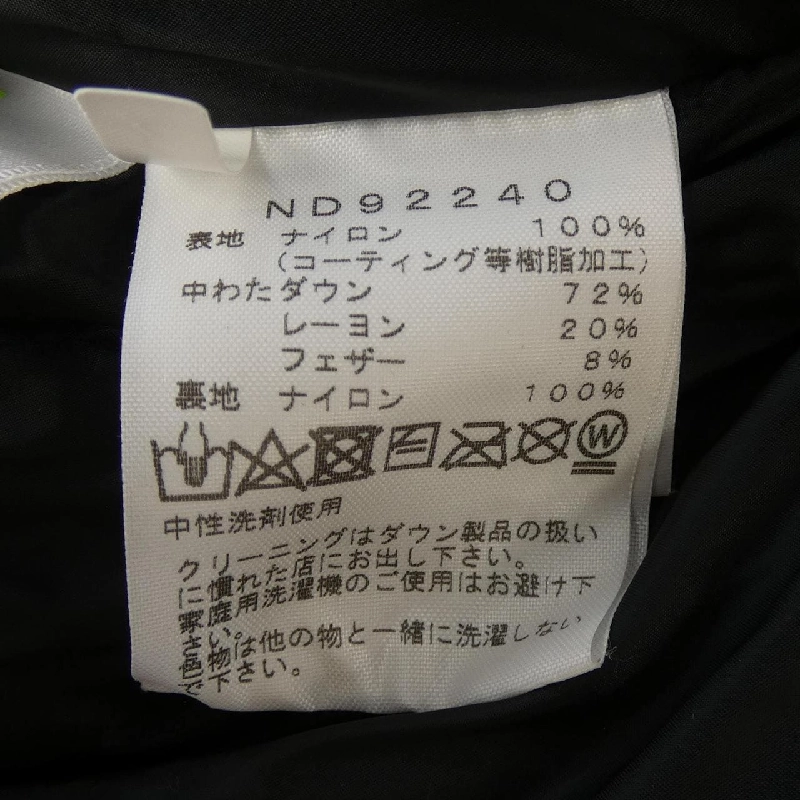 ND92240
表地 ナイロン 100%
(コーティング等樹脂加工)
中わた ダウン 72%
レーヨン 20%
フェザー 8%
裏地 ナイロン 100%
W
中性洗剤使用
クリーニングはダウン製品の扱い
に慣れた店にお出し下さい。
家庭用洗濯機のご使用はお避け下
さい。
色物は他の物と一緒に洗濯しない
で下さい。